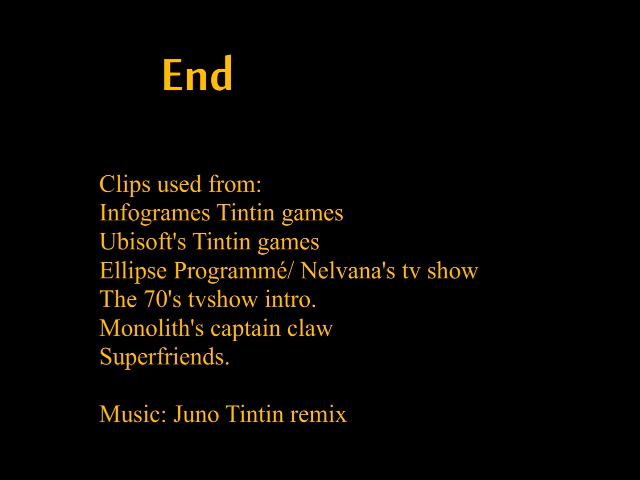 End
Clips used from:
Infogrames Tintin games
Ubisoft's Tintin games
Ellipse Programmé/ Nelvana's tv show
The 70's tvshow intro.
Monolith's captain claw
Superfriends.
Music: Juno Tintin remix